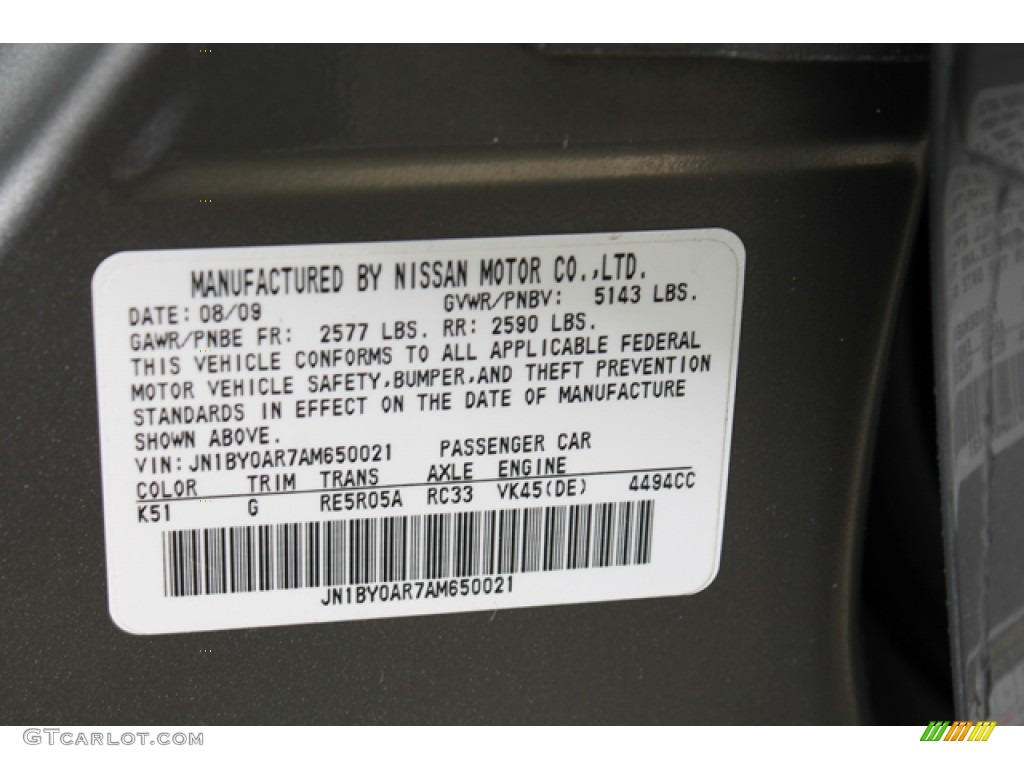 MANUFACTURED BY NISSAN MOTOR CO.,LTD.
DATE: 08/09 GVWR/PNBV: 5143 LBS.
GAWR/PNBE FR: 2577 LBS. RR: 2590 LBS.
THIS VEHICLE CONFORMS TO ALL APPLICABLE FEDERAL
MOTOR VEHICLE SAFETY,BUMPER,AND THEFT PREVENTION
STANDARDS IN EFFECT ON THE DATE OF MANUFACTURE
SHOWN ABOVE.
VIN: JN1BY0AR7AM650021 PASSENGER CAR
COLOR TRIM TRANS AXLE ENGINE
K51 G RE5R05A RC33 VK45(DE) 4494CC
JN1BY0AR7AM650021
GTCarLot.com